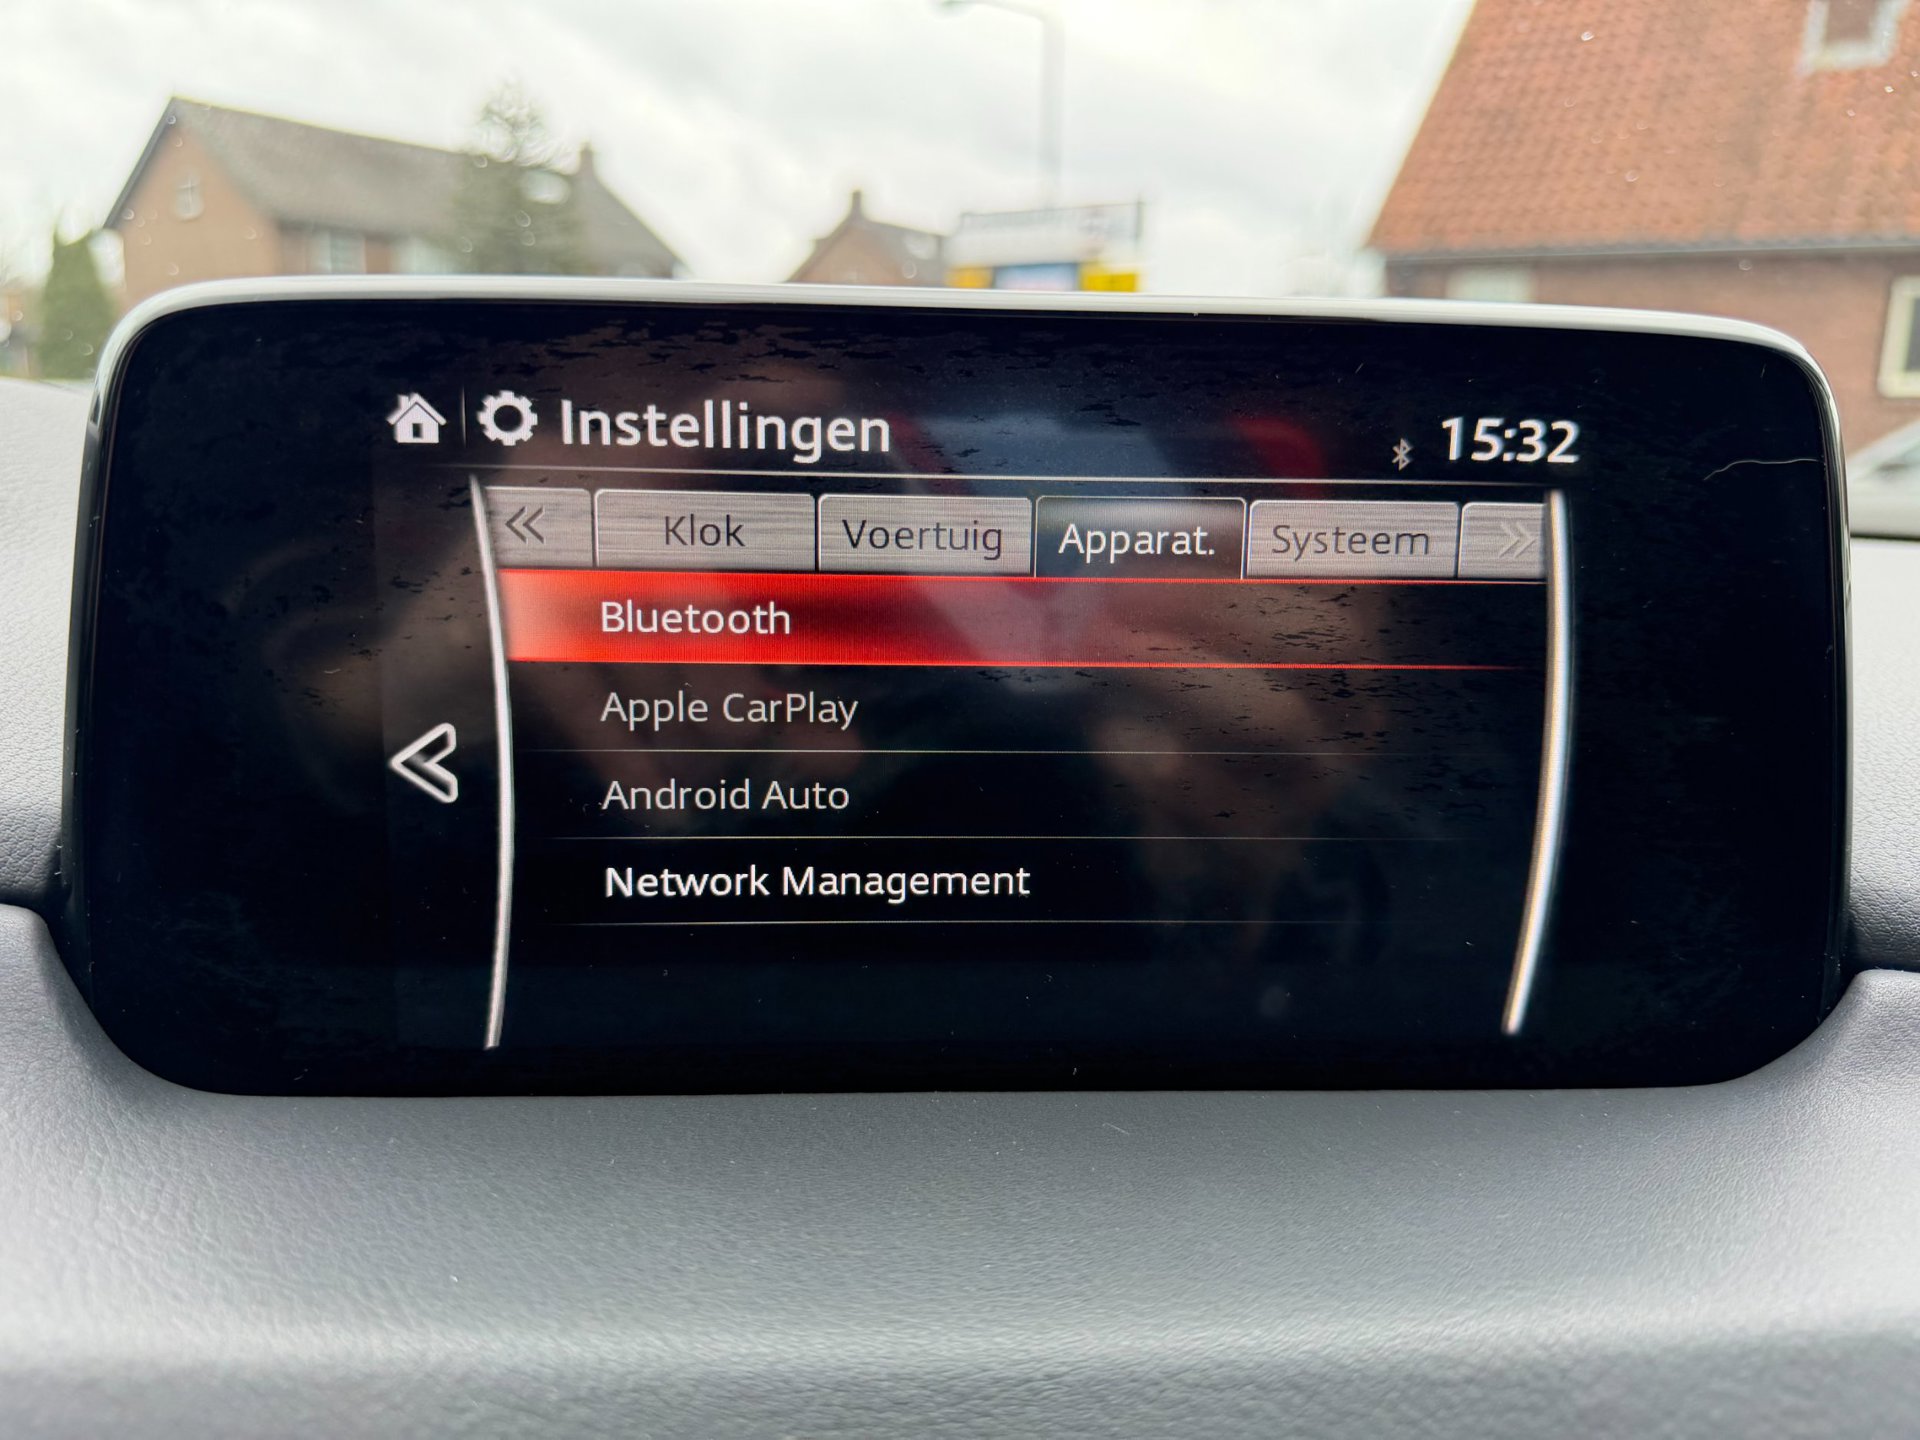 Instellingen
15:32
Klok Voertuig Apparat. Systeem
Bluetooth
Apple CarPlay
Android Auto
Network Management